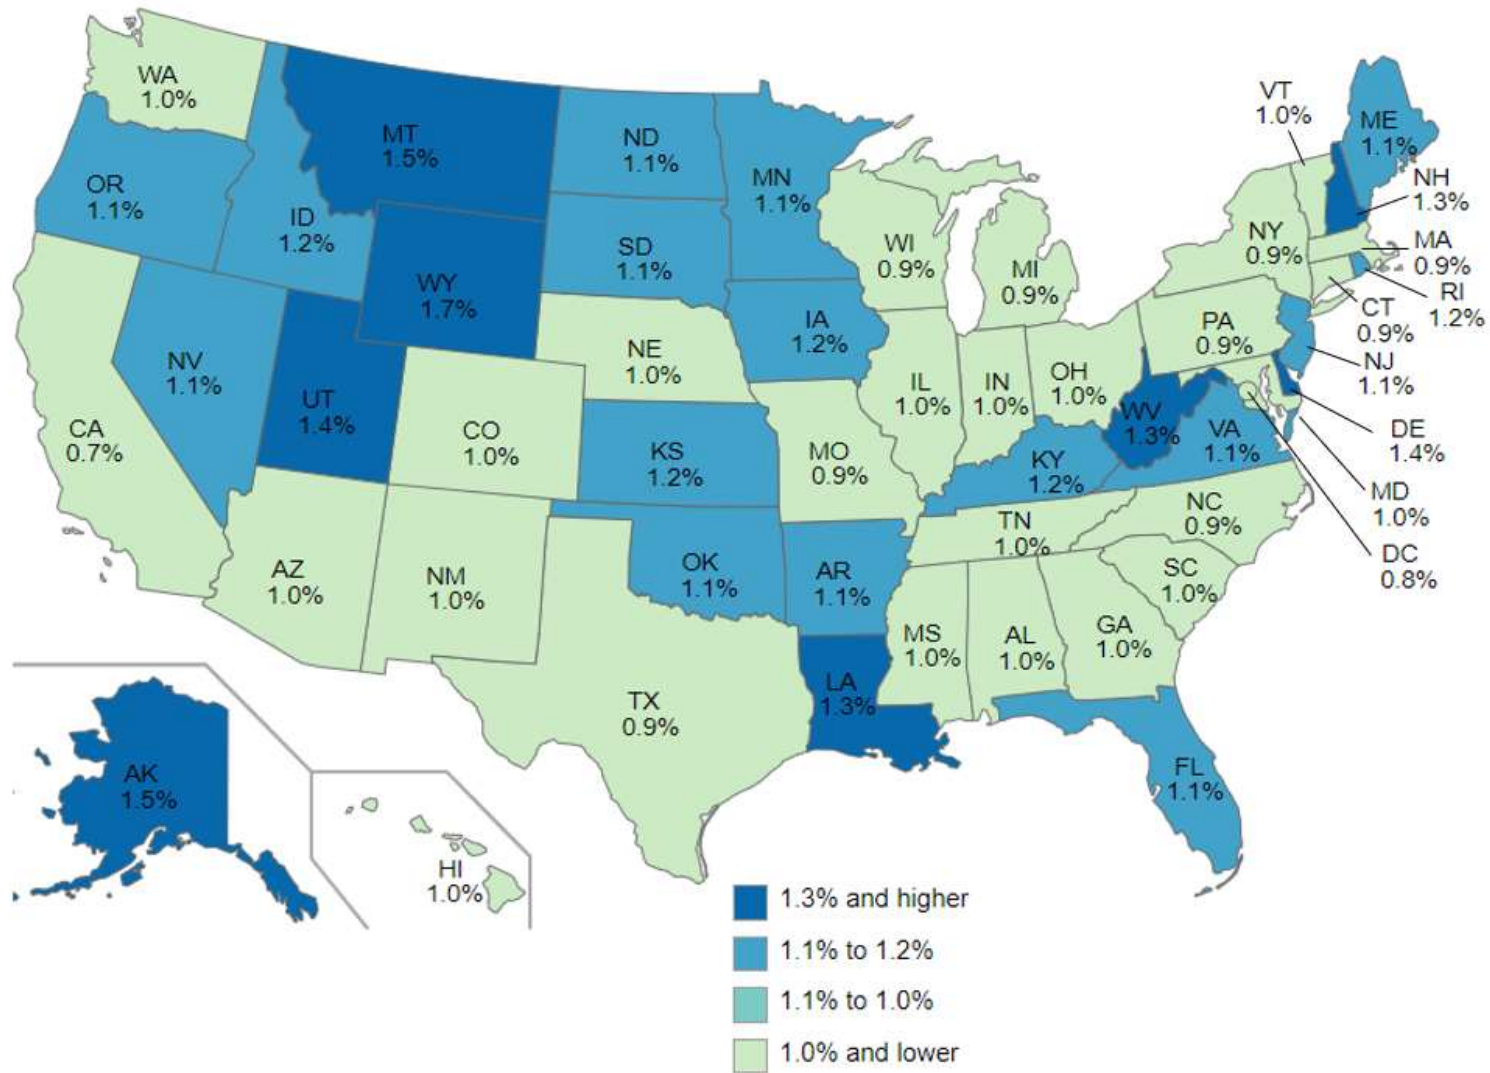 WA
1.0%
OR
1.1%
CA
0.7%
ID
1.2%
NV
1.1%
MT
1.5%
WY
1.7%
UT
1.4%
AZ
1.0%
CO
1.0%
NM
1.0%
ND
1.1%
SD
1.1%
NE
1.0%
KS
1.2%
OK
1.1%
TX
0.9%
MN
1.1%
IA
1.2%
MO
0.9%
AR
1.1%
LA
1.3%
WI
0.9%
IL
1.0%
MI
0.9%
IN
1.0%
OH
1.0%
KY
1.2%
TN
1.0%
MS
1.0%
AL
1.0%
GA
1.0%
FL
1.1%
SC
1.0%
NC
0.9%
VA
1.1%
WV
1.3%
PA
0.9%
NY
0.9%
VT
1.0%
ME
1.1%
NH
1.3%
MA
0.9%
RI
1.2%
CT
0.9%
NJ
1.1%
DE
1.4%
MD
1.0%
DC
0.8%
AK
1.5%
HI
1.0%
1.3% and higher
1.1% to 1.2%
1.1% to 1.0%
1.0% and lower